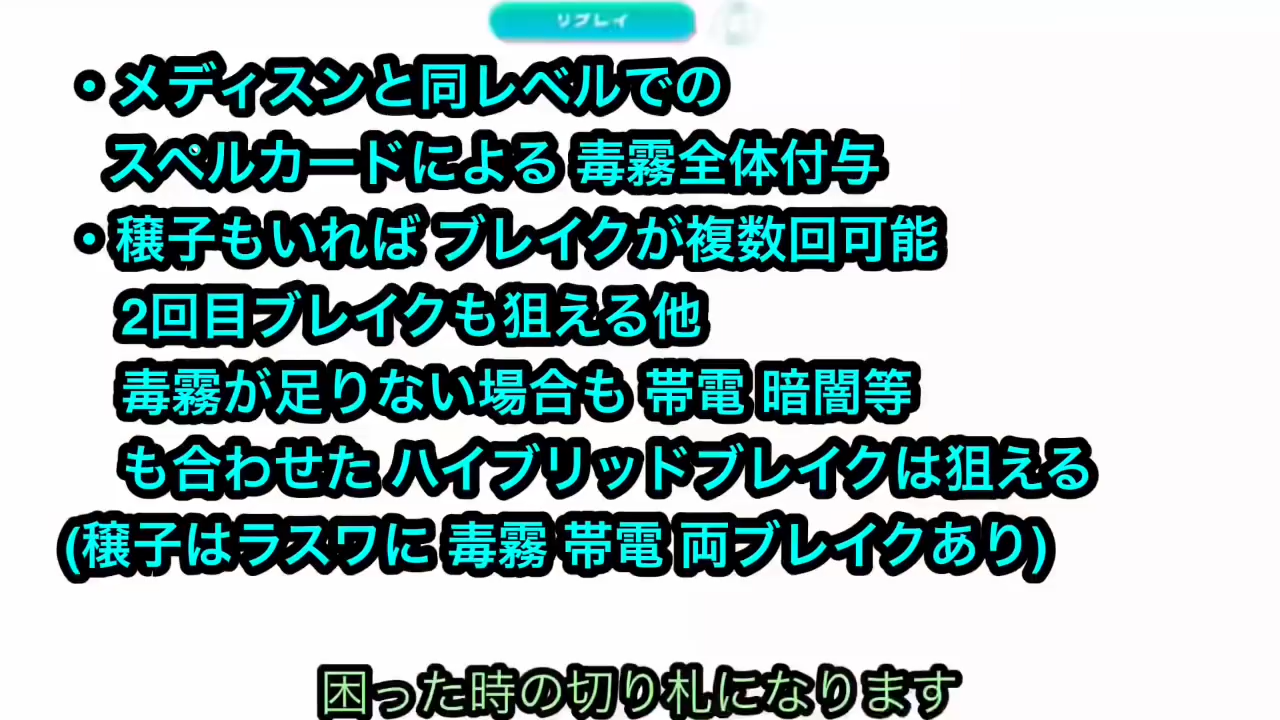 リプレイ
・メディスンと同レベルでの
スペルカードによる 毒霧全体付与
・穣子もいれば ブレイクが複数回可能
2回目ブレイクも狙える他
毒霧が足りない場合も 帯電 暗闇等
も合わせた ハイブリッドブレイクは狙える
(穣子はラスワに 毒霧 帯電 両ブレイクあり)
困った時の切り札になります